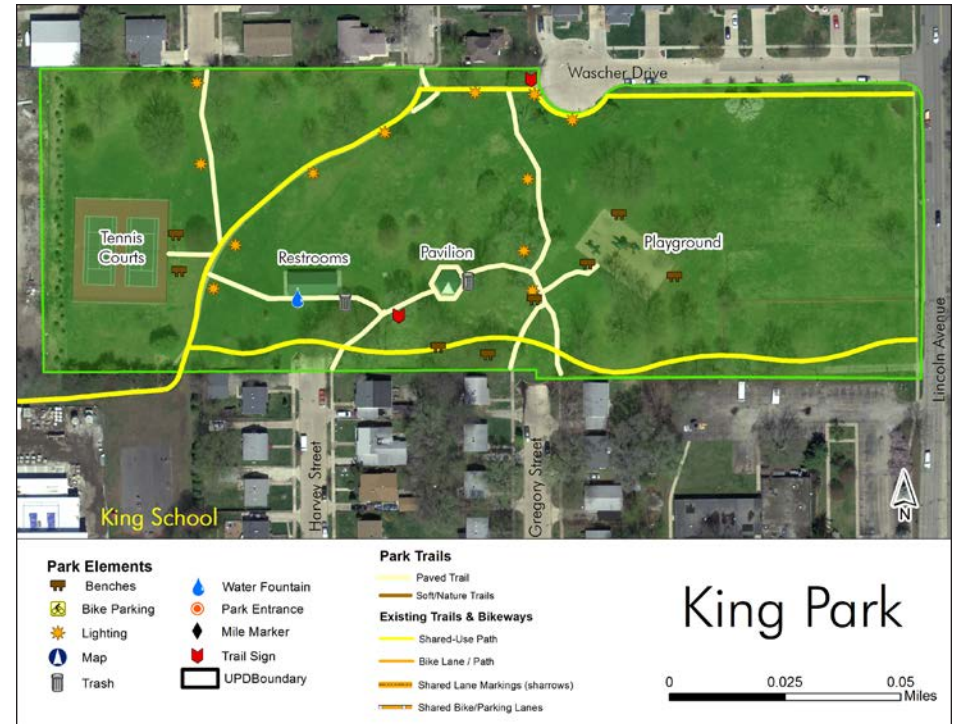 Wascher Drive
Tennis
Courts
Restrooms
Pavilion
Playground
Lincoln Avenue
Harvey Street
Gregory Street
King School
N
Park Elements
Benches
Bike Parking
Lighting
Map
Trash
Water Fountain
Park Entrance
Mile Marker
Trail Sign
UPDBoundary
Park Trails
Paved Trail
Soft/Nature Trails
Existing Trails & Bikeways
Shared-Use Path
Bike Lane / Path
Shared Lane Markings (sharrows)
Shared Bike/Parking Lanes
King Park
0 0.025 0.05
Miles